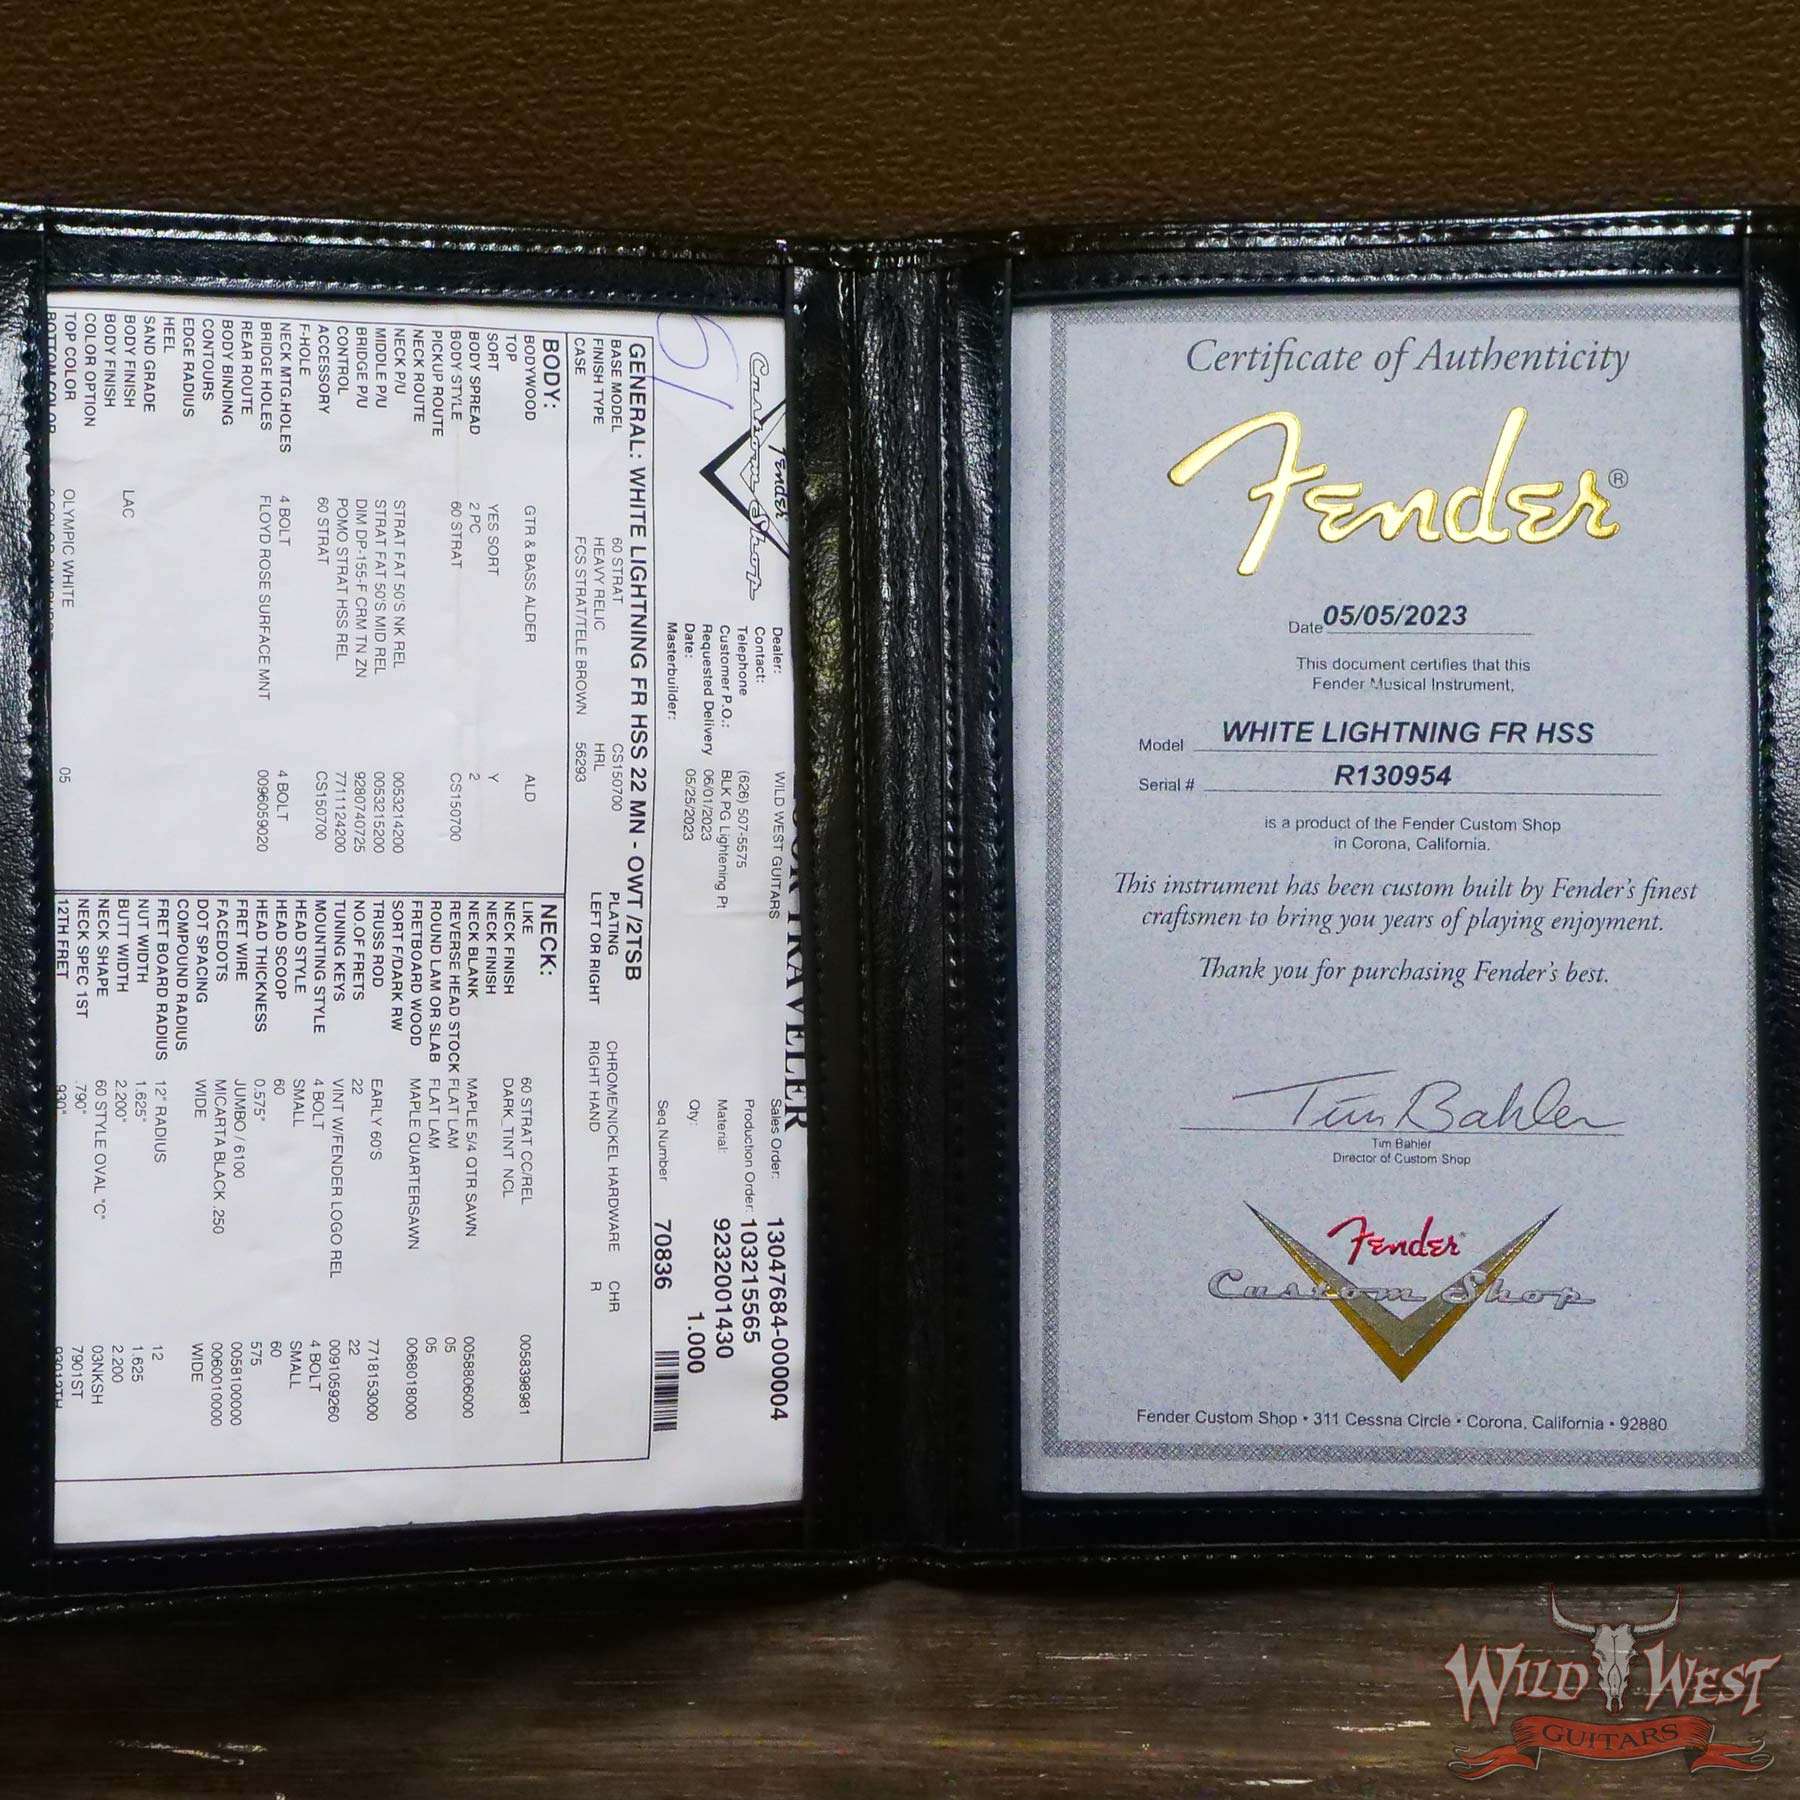 Fender
Custom Shop
SHOP TRAVELER
Dealer: WILD WEST GUITARS
Contact:
Telephone (626) 507-5575
Customer P.O.: BLK PG Lightening Pt
Requested Delivery 06/01/2023
Date: 05/25/2023
Masterbuilder:
Sales Order: 13047684-000004
Production Order: 103215565
Material: 9232001430
Qty: 1.000
Seq.Number 70836
GENERAL: WHITE LIGHTNING FR HSS 22 MN - OWT /2TSB
BASE MODEL 60 STRAT CS150700 PLATING CHROME/NICKEL HARDWARE CHR
FINISH TYPE HEAVY RELIC HRL LEFT OR RIGHT RIGHT HAND R
CASE FCS STRAT/TELE BROWN 56293
BODY:
BODYWOOD GTR & BASS ALDER ALD
TOP
SORT YES SORT Y
BODY SPREAD 2 PC 2
BODY STYLE 60 STRAT CS150700
PICKUP ROUTE
NECK ROUTE
NECK P/U STRAT FAT 50'S NK REL 0053214200
MIDDLE P/U STRAT FAT 50'S MID REL 0053215200
BRIDGE P/U DIM DP-155-F CRM TN ZN 9280740725
CONTROL POMPIC STRAT HSS REL 7711124200
ACCESSORY 60 STRAT CS150700
F-HOLE
NECK MTG.HOLES 4 BOLT 4 BOLT
BRIDGE HOLES FLOYD ROSE SURFACE MNT 0096059020
REAR ROUTE
BODY BINDING
CONTOURS
EDGE RADIUS
HEEL
SAND GRADE
BODY FINISH LAC
BODY FINISH
COLOR OPTION
TOP COLOR OLYMPIC WHITE 05
BOTTOM COLOR
NECK:
LIKE 60 STRAT CC/REL 0058398981
NECK FINISH DARK_TINT NCL
NECK FINISH
NECK BLANK MAPLE 5/4 QTR SAWN 0058806000
REVERSE HEAD STOCK FLAT LAM 05
ROUND LAM OR SLAB FLAT LAM 05
FRETBOARD WOOD MAPLE QUARTERSAWN 0068018000
SORT F/DARK RW
TRUSS ROD EARLY 60'S 7718153000
NO.OF FRETS 22 22
TUNING KEYS VINT W/FENDER LOGO REL 0091059260
MOUNTING STYLE 4 BOLT 4 BOLT
HEAD STYLE SMALL SMALL
HEAD SCOOP 60 60
HEAD THICKNESS 0.575" 575
FRET WIRE JUMBO / 6100 0058100000
FACEDOTS MICARTA BLACK .250 0060010000
DOT SPACING WIDE WIDE
COMPOUND RADIUS
FRET BOARD RADIUS 12" RADIUS 12
NUT WIDTH 1.625" 1.625
BUTT WIDTH 2.200" 2.200
NECK SHAPE 60 STYLE OVAL "C" 03NKSH
NECK SPEC 1ST .790" 7901ST
12TH FRET .930" 93012TH
Certificate of Authenticity
Fender®
Date 05/05/2023
This document certifies that this
Fender Musical Instrument,
Model WHITE LIGHTNING FR HSS
Serial # R130954
is a product of the Fender Custom Shop
in Corona, California.
This instrument has been custom built by Fender's finest
craftsmen to bring you years of playing enjoyment.
Thank you for purchasing Fender's best.
Tim Bahler
Tim Bahler
Director of Custom Shop
Fender
Custom Shop
Fender Custom Shop • 311 Cessna Circle • Corona, California • 92880
WILD WEST
GUITARS